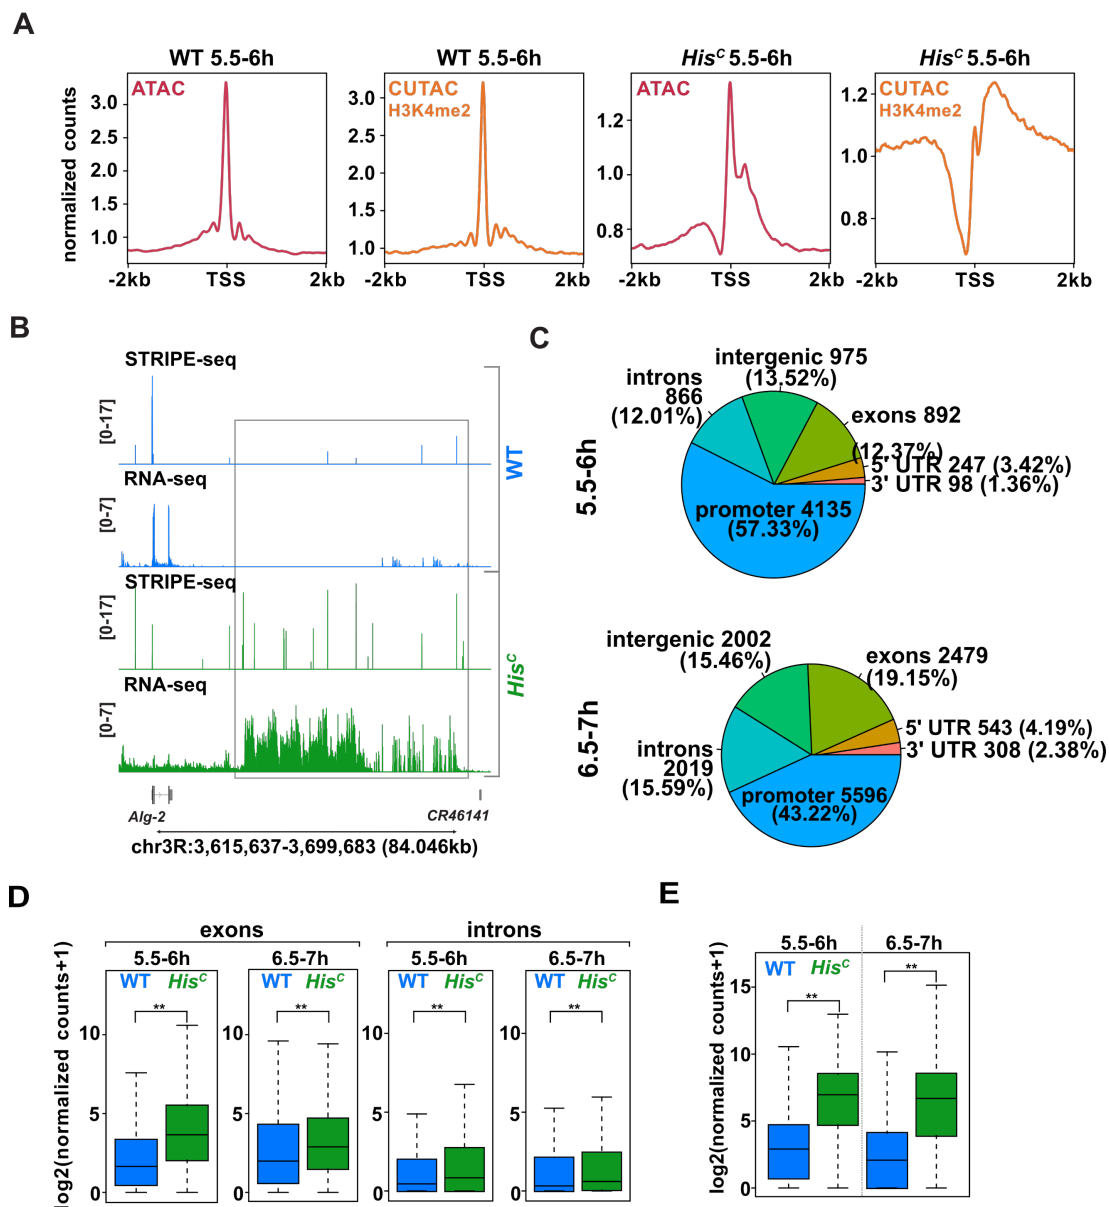 A
WT 5.5-6h
WT 5.5-6h
HisC 5.5-6h
HisC 5.5-6h
normalized counts
ATAC
3.0
2.5
2.0
1.5
1.0
-2kb TSS 2kb
CUTAC
H3K4me2
3.0
2.5
2.0
1.5
1.0
-2kb TSS 2kb
ATAC
1.2
1.0
0.8
-2kb TSS 2kb
CUTAC
H3K4me2
1.2
1.0
0.8
-2kb TSS 2kb
B
STRIPE-seq
[0-17]
RNA-seq
[0-7]
WT
STRIPE-seq
[0-17]
RNA-seq
[0-7]
HisC
Alg-2
CR46141
chr3R:3,615,637-3,699,683 (84.046kb)
C
5.5-6h
intergenic 975
(13.52%)
introns
866
(12.01%)
exons 892
(12.37%)
5' UTR 247 (3.42%)
3' UTR 98 (1.36%)
promoter 4135
(57.33%)
6.5-7h
intergenic 2002
(15.46%)
exons 2479
(19.15%)
5' UTR 543 (4.19%)
3' UTR 308 (2.38%)
introns
2019
(15.59%)
promoter 5596
(43.22%)
D
exons
introns
5.5-6h
6.5-7h
5.5-6h
6.5-7h
log2(normalized counts+1)
WT HisC
**
10
5
0
WT HisC
**
10
5
0
WT HisC
**
10
5
0
WT HisC
**
10
5
0
E
5.5-6h
6.5-7h
log2(normalized counts+1)
WT HisC
**
**
15
10
5
0